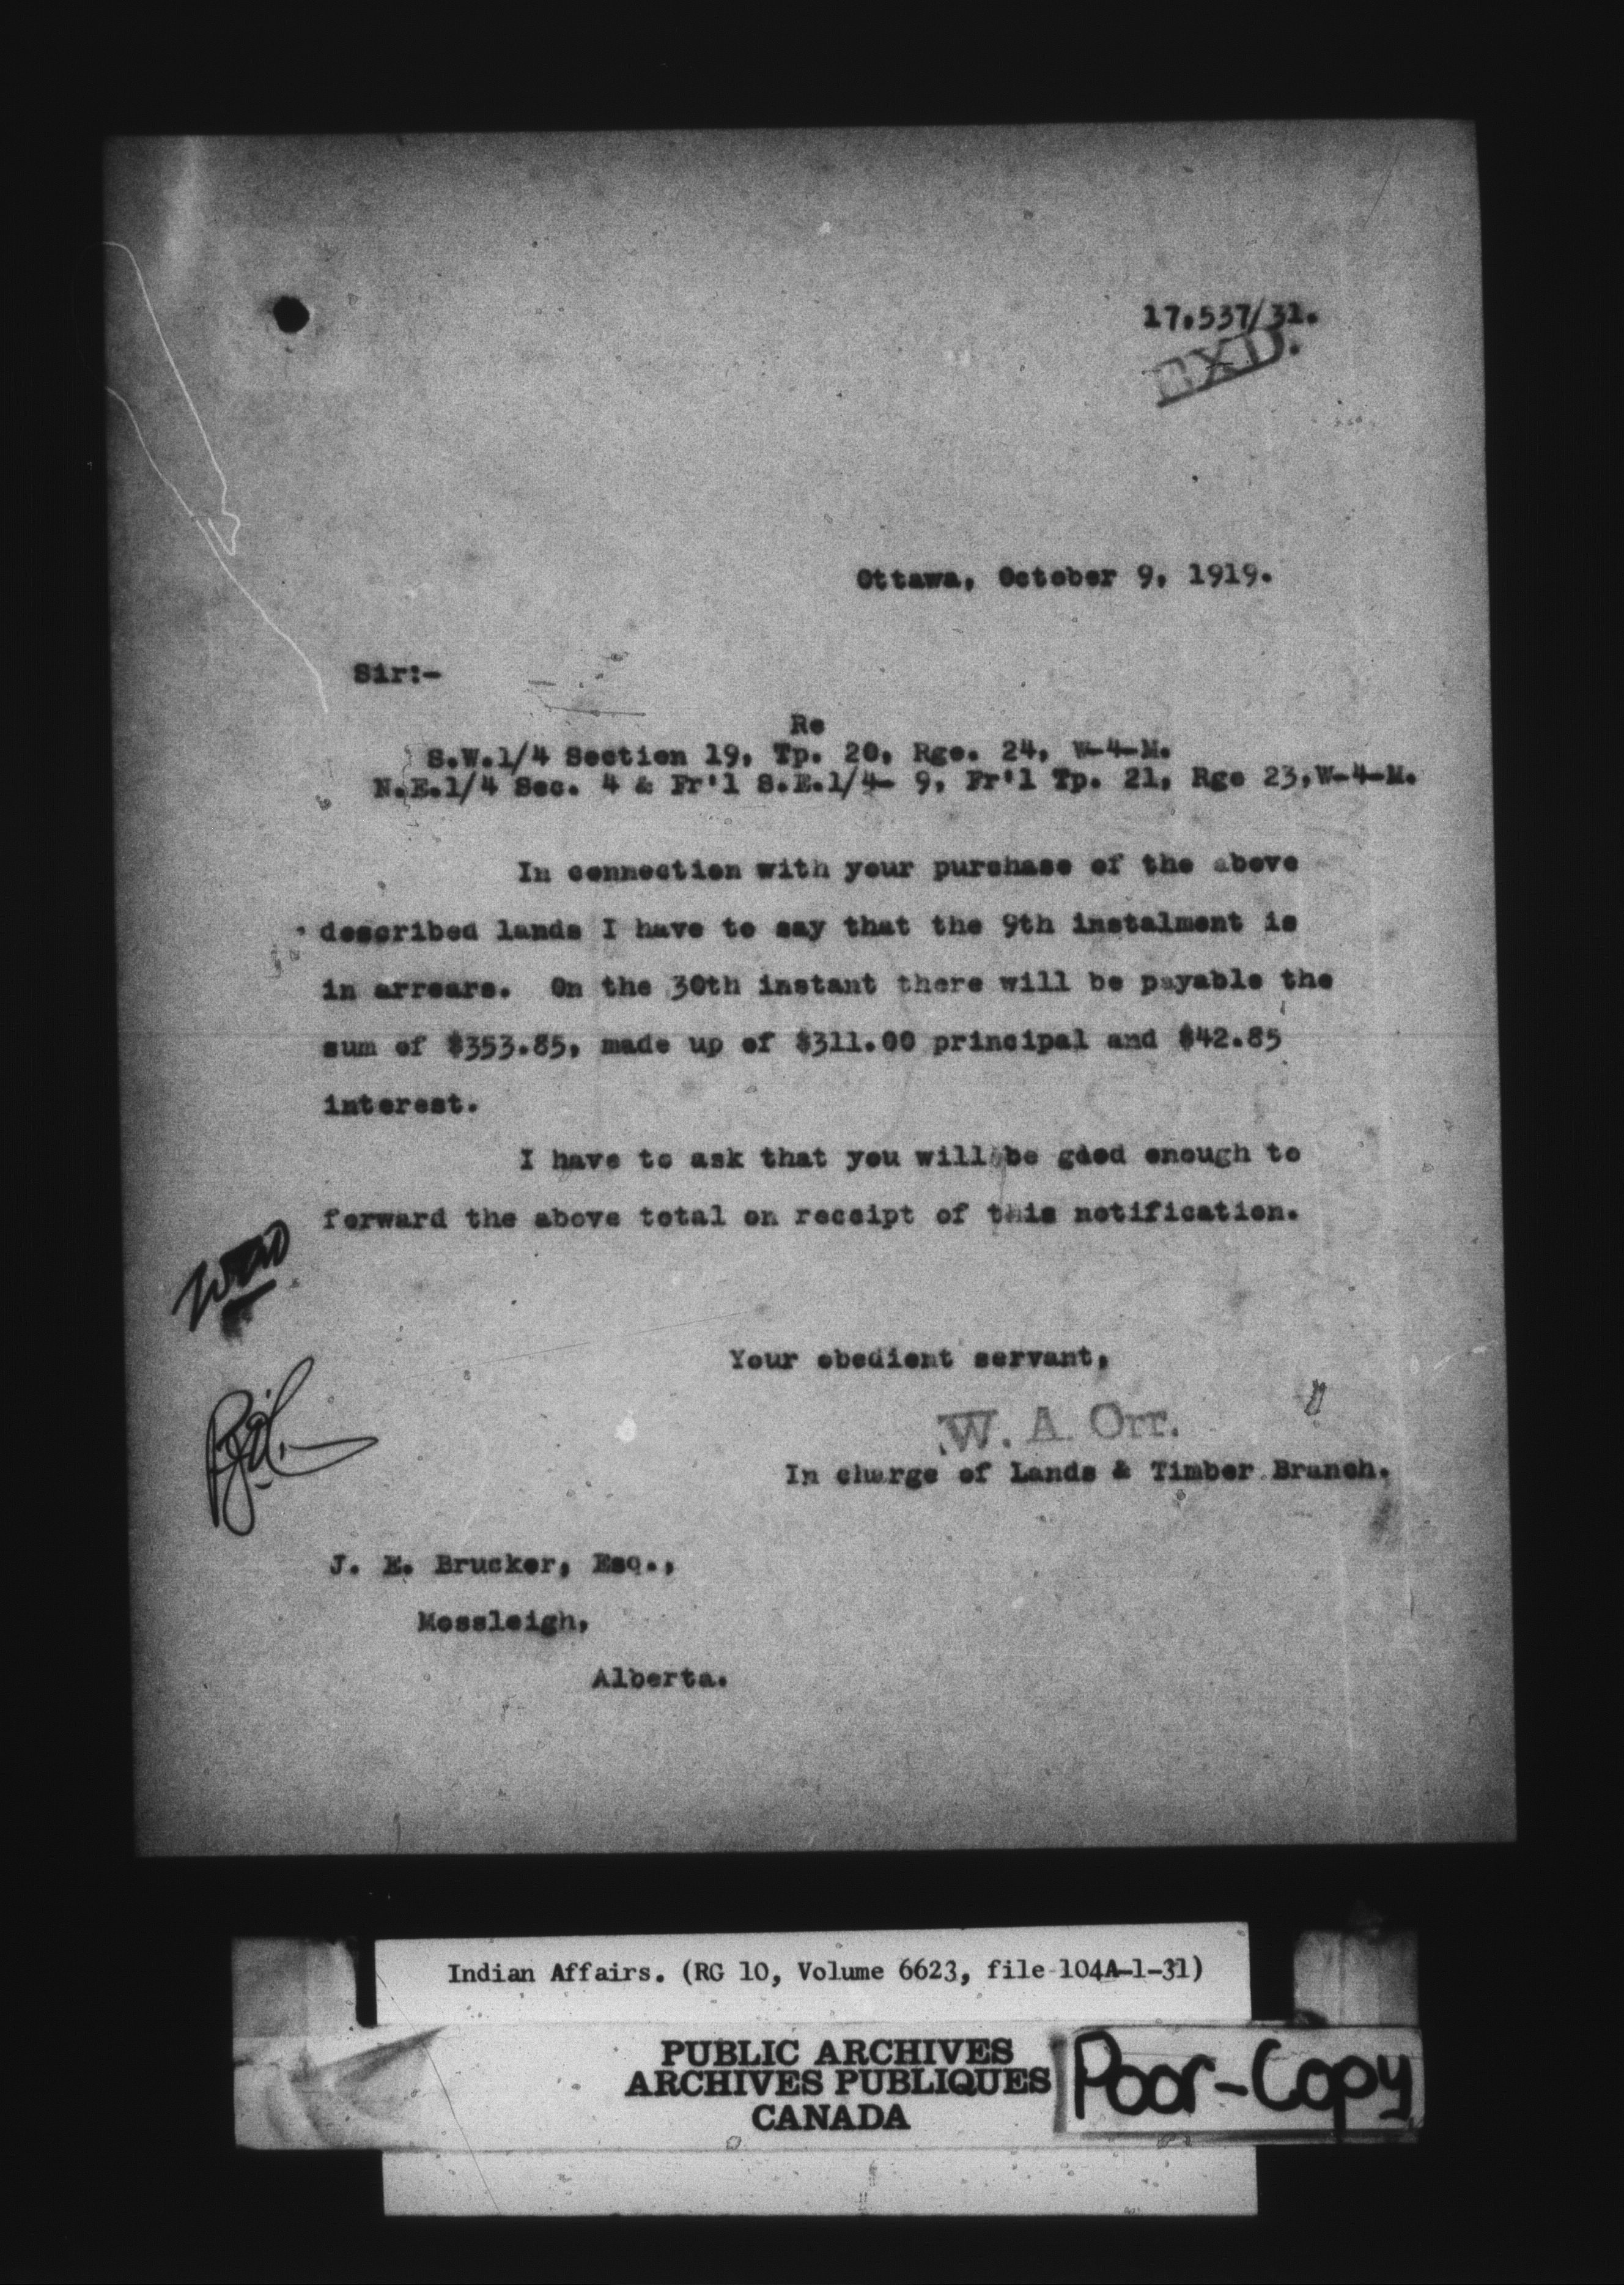 17.537/31.
EXD.
Ottawa, October 9, 1919.
Sir:-
Re
S.W.1/4 Section 19, Tp. 20, Rge. 24, W-4-M.
N.E.1/4 Sec. 4 & Fr'l S.E.1/4- 9, Fr'l Tp. 21, Rge 23,W-4-M.
In connection with your purchase of the above
described lands I have to say that the 9th instalment is
in arrears. On the 30th instant there will be payable the
sum of $353.85, made up of $311.00 principal and $42.85
interest.
I have to ask that you will be good enough to
forward the above total on receipt of this notification.
Your obedient servant,
W. A. Orr.
In charge of Lands & Timber Branch.
J. E. Brucker, Esq.,
Mossleigh,
Alberta.
Indian Affairs. (RG 10, Volume 6623, file 104A-1-31)
PUBLIC ARCHIVES
ARCHIVES PUBLIQUES
CANADA
Poor-Copy